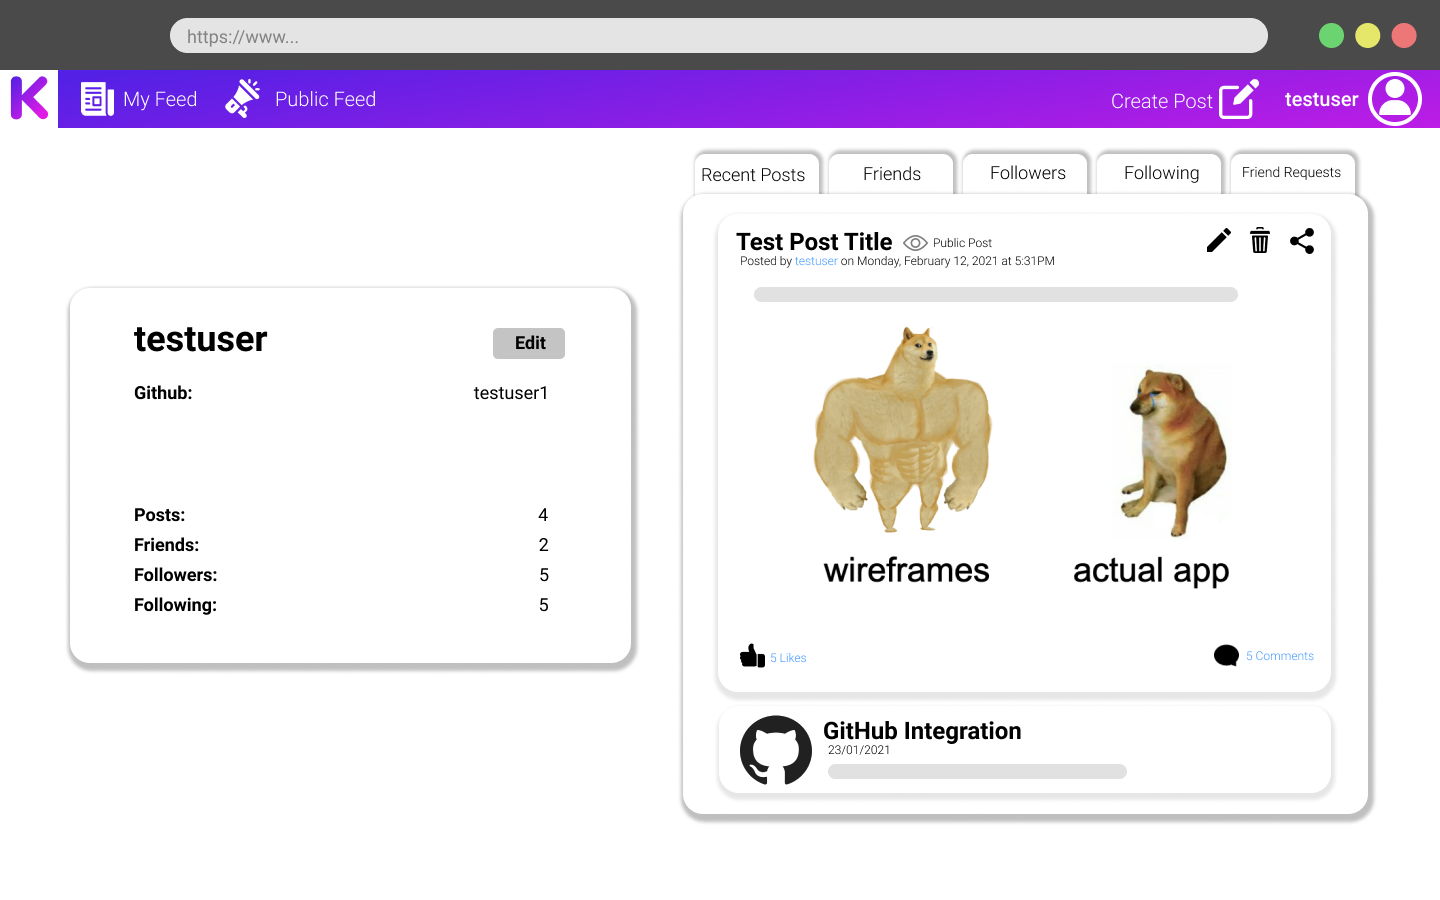 https://www...
K
My Feed
Public Feed
Create Post
testuser
Recent Posts
Friends
Followers
Following
Friend Requests
testuser
Edit
Github: testuser1
Posts: 4
Friends: 2
Followers: 5
Following: 5
Test Post Title
Public Post
Posted by testuser on Monday, February 12, 2021 at 5:31PM
wireframes
actual app
5 Likes
5 Comments
GitHub Integration
23/01/2021